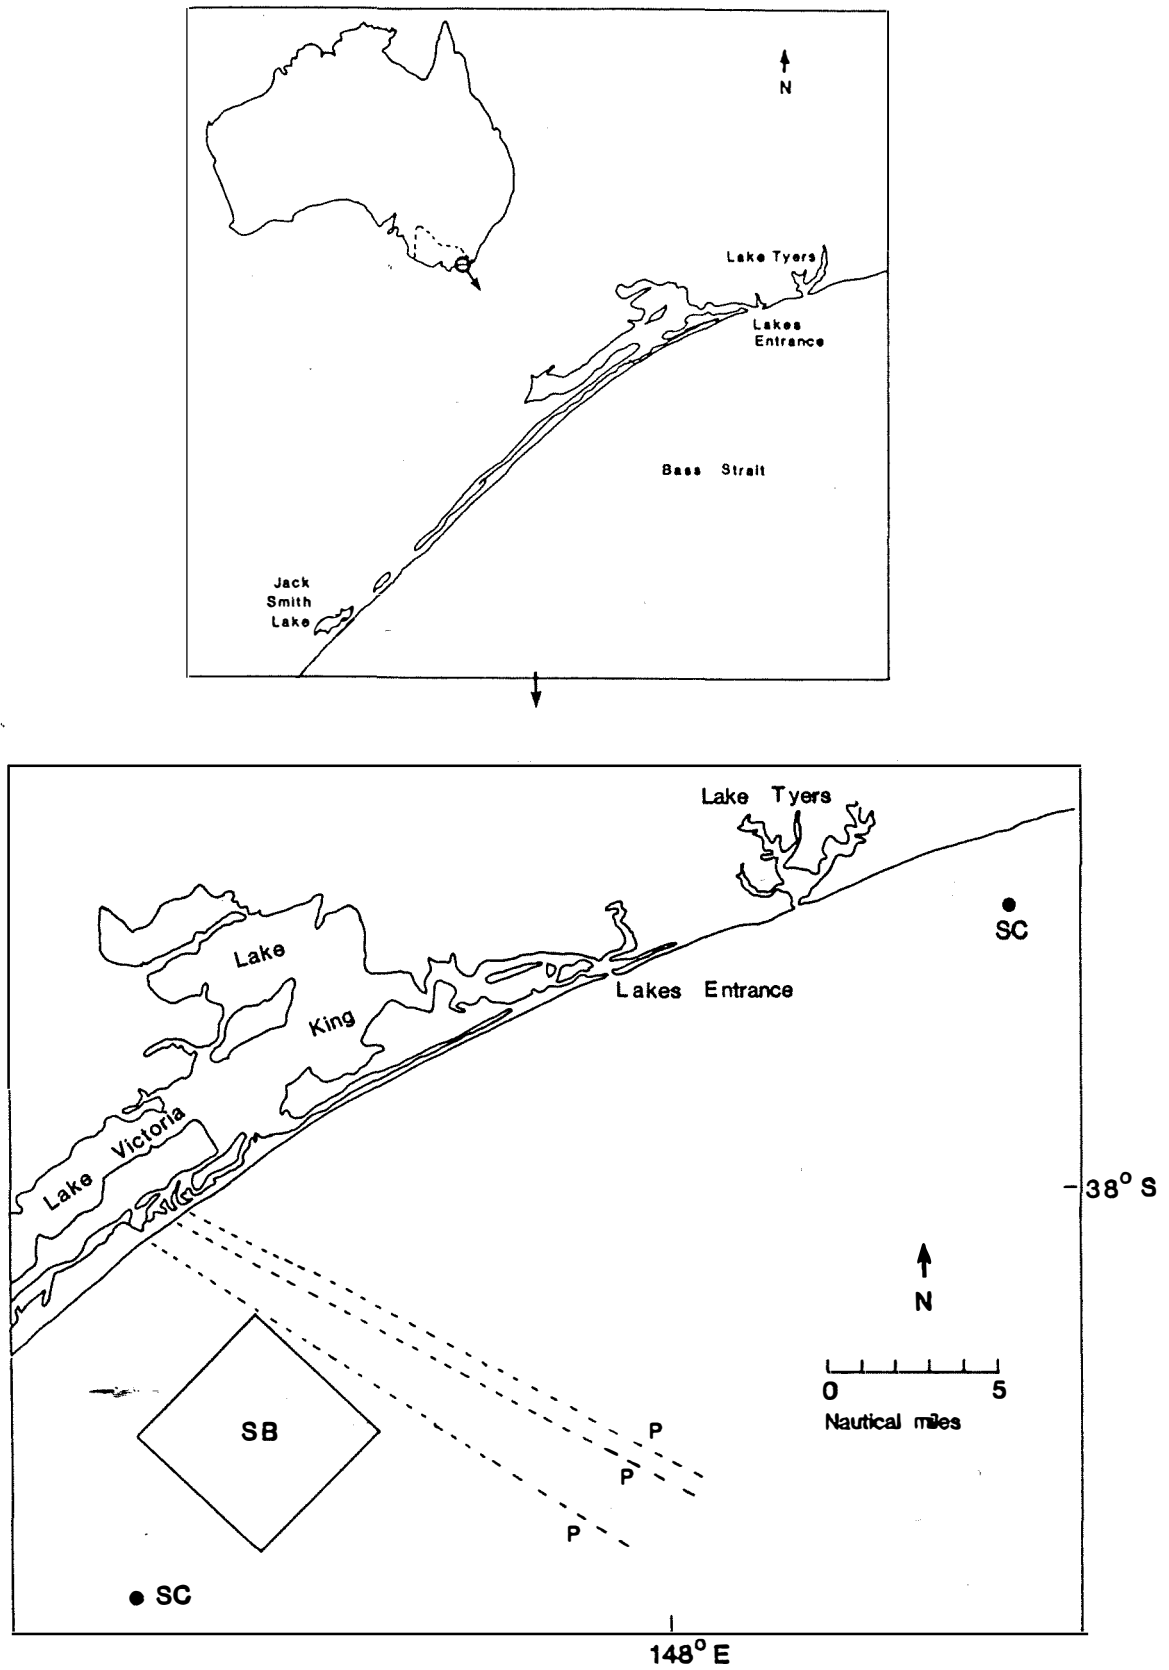 N
Lake Tyers
Lakes
Entrance
Bass Strait
Jack
Smith
Lake
Lake Tyers
SC
Lake
Lakes Entrance
King
Lake Victoria
38° S
N
0 5
Nautical miles
SB
P
P
P
SC
148° E